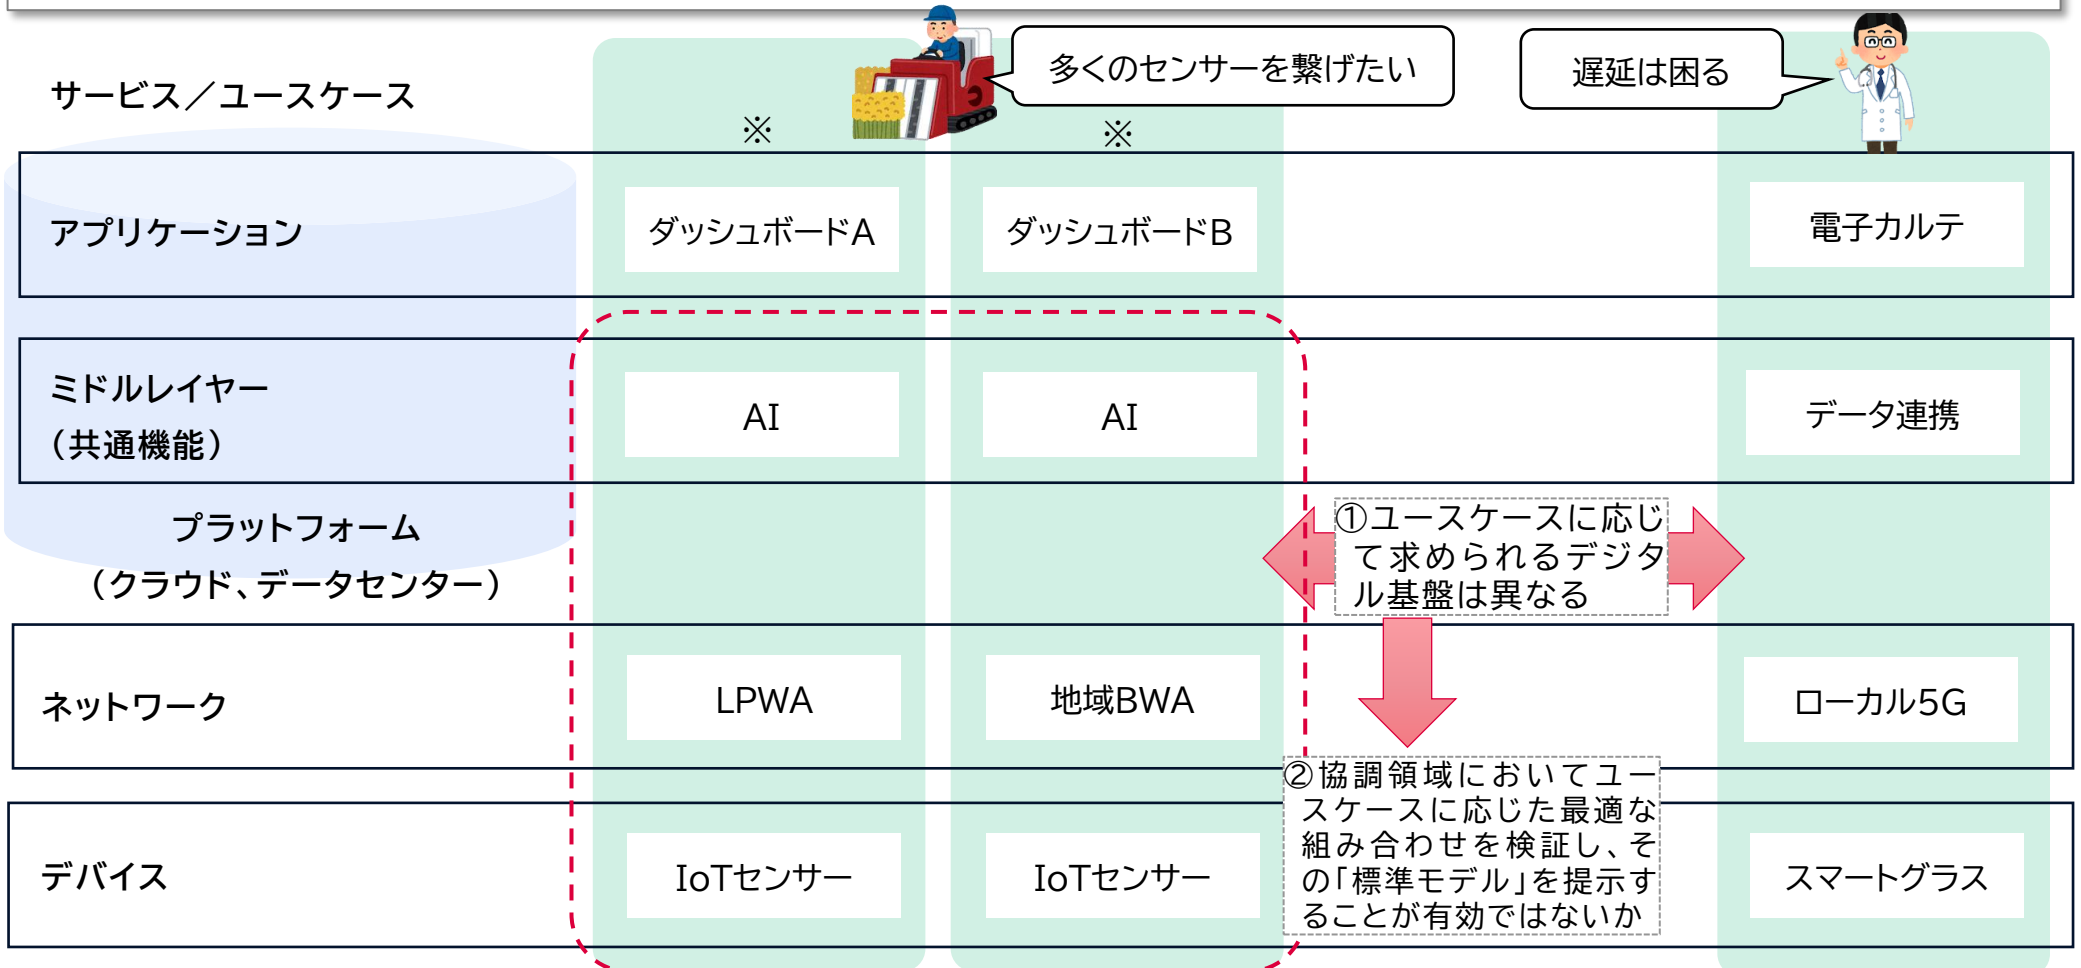 多くのセンサーを繋げたい
遅延は困る
サービス／ユースケース
※
※
アプリケーション
ダッシュボードA
ダッシュボードB
電子カルテ
ミドルレイヤー
（共通機能）
AI
AI
データ連携
プラットフォーム
（クラウド、データセンター）
①ユースケースに応じ
て求められるデジタ
ル基盤は異なる
ネットワーク
LPWA
地域BWA
ローカル5G
②協調領域においてユー
スケースに応じた最適な
組み合わせを検証し、そ
の「標準モデル」を提示す
ることが有効ではないか
デバイス
IoTセンサー
IoTセンサー
スマートグラス